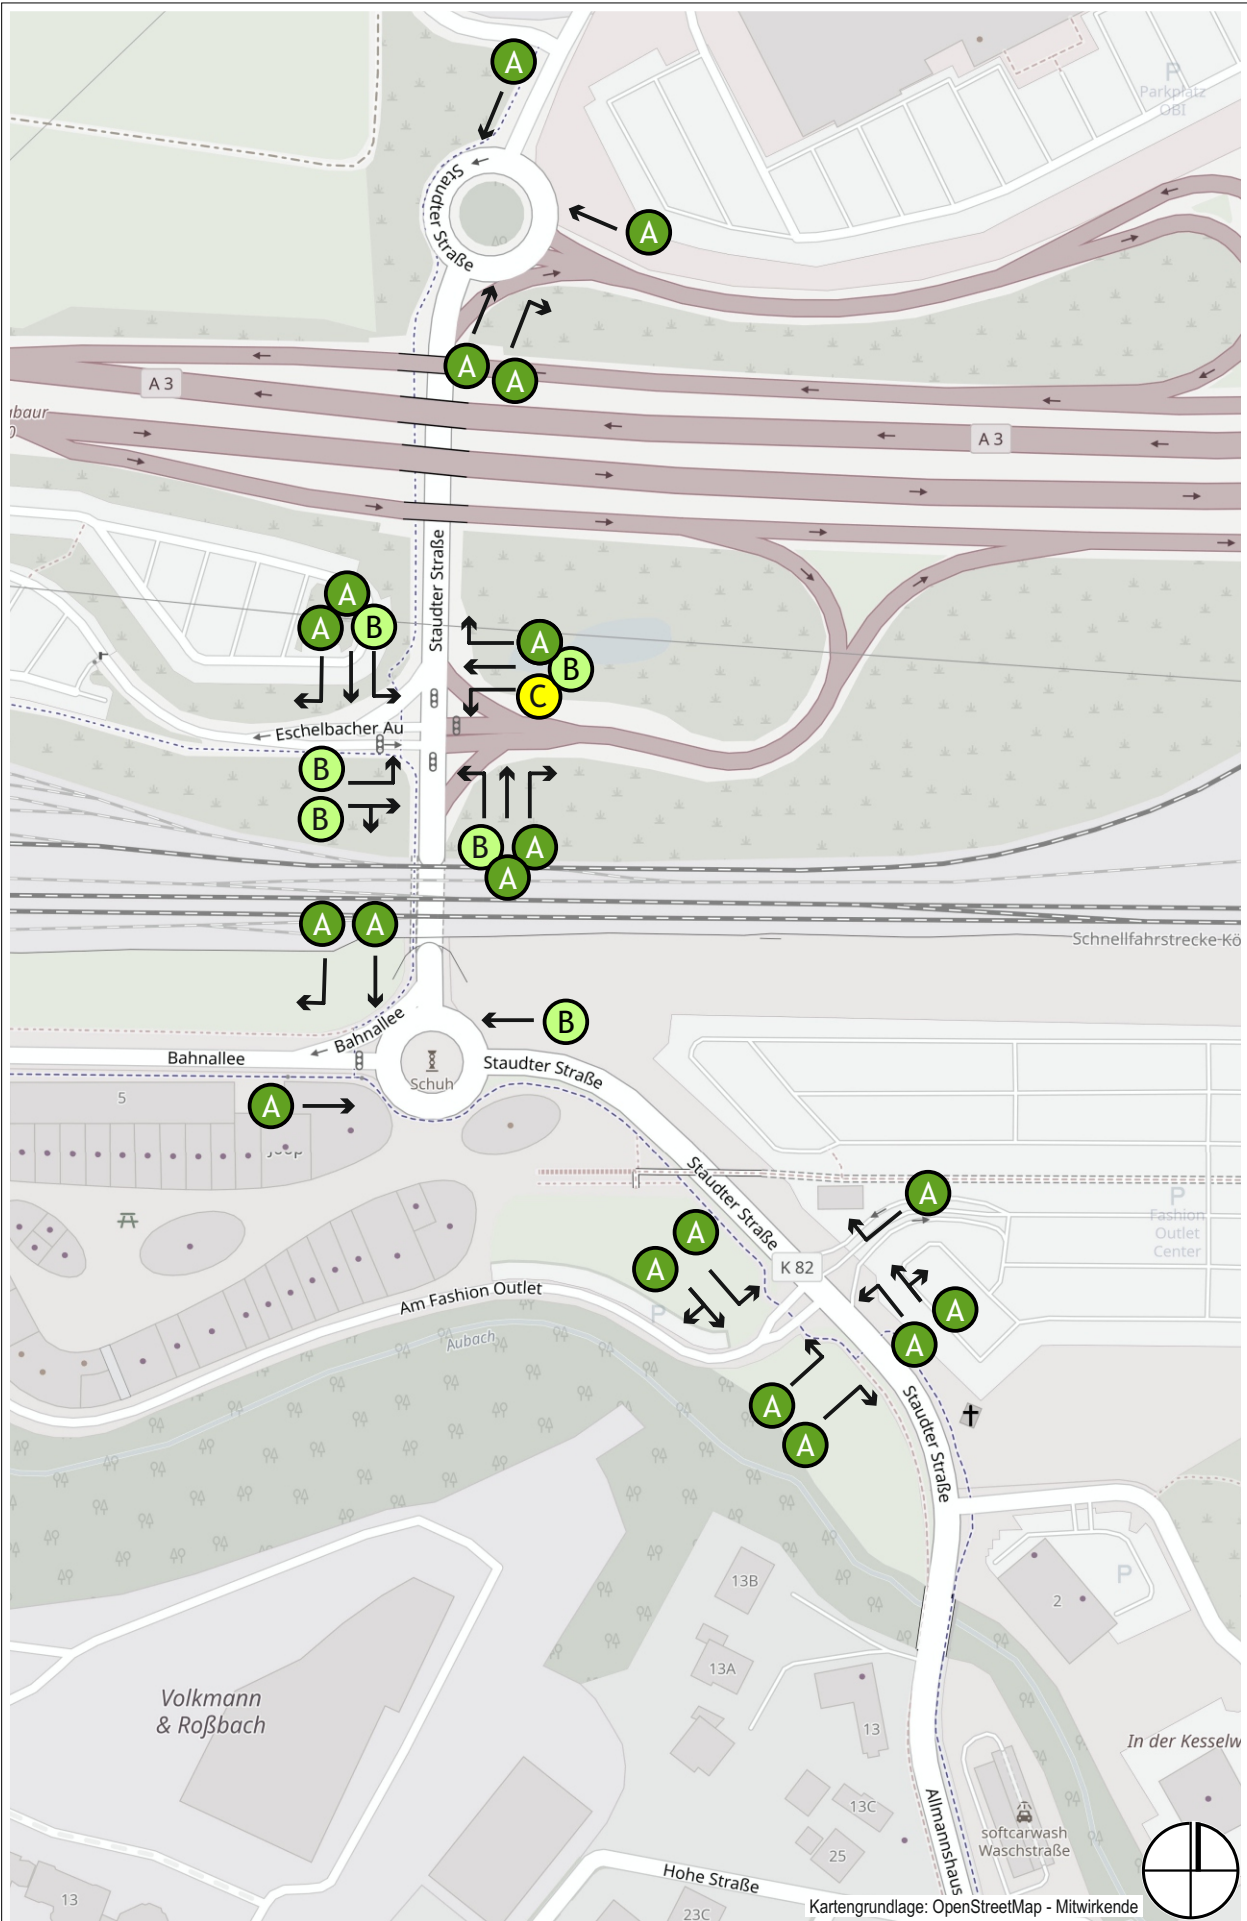 A
P
Parkplatz
OBI
Staudter Straße
A
A
A
A 3
A 3
Staudter Straße
A
A
B
A
B
C
Eschelbacher Au
B
B
B
A
A
A
A
Schnellfahrstrecke Kö
B
Bahnallee
Bahnallee
Staudter Straße
Schuh
5
A
Staudter Straße
A
P
Fashion
Outlet
Center
A
A
K 82
Am Fashion Outlet
P
Aubach
A
A
A
A
Staudter Straße
13B
P
2
13A
Volkmann
& Roßbach
13
In der Kesselw
Allmannshaus
13C
softcarwash
Waschstraße
25
Hohe Straße
13
23C
Kartengrundlage: OpenStreetMap - Mitwirkende